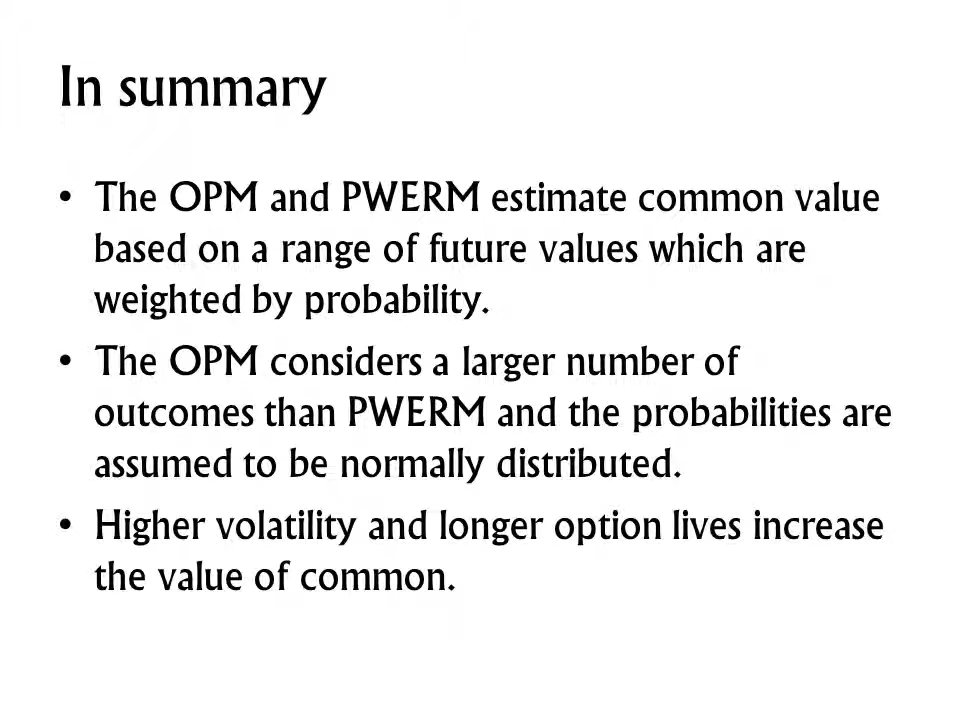 In summary
• The OPM and PWERM estimate common value
based on a range of future values which are
weighted by probability.
• The OPM considers a larger number of
outcomes than PWERM and the probabilities are
assumed to be normally distributed.
• Higher volatility and longer option lives increase
the value of common.